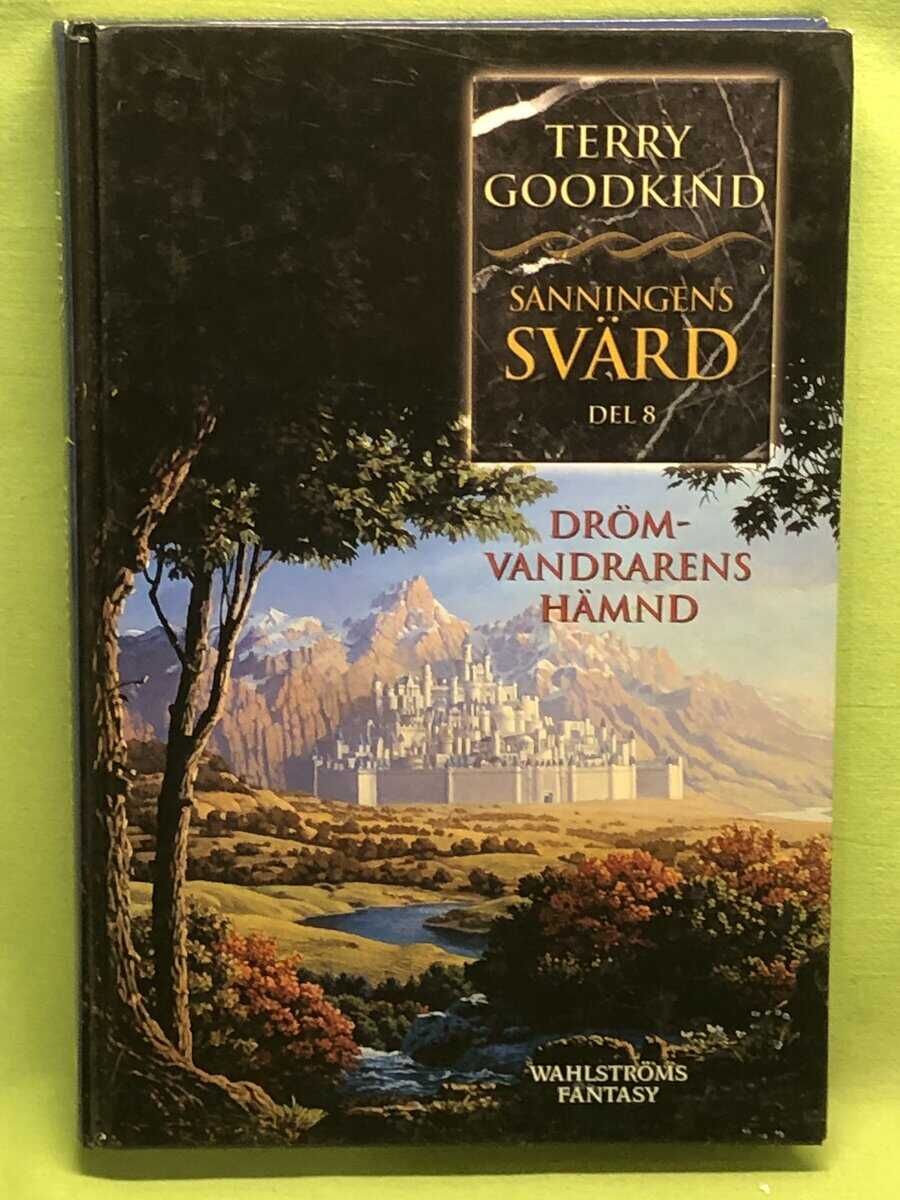 TERRY
GOODKIND
SANNINGENS
SVÄRD
DEL 8
DRÖM-
VANDRARENS
HÄMND
WAHLSTRÖMS
FANTASY